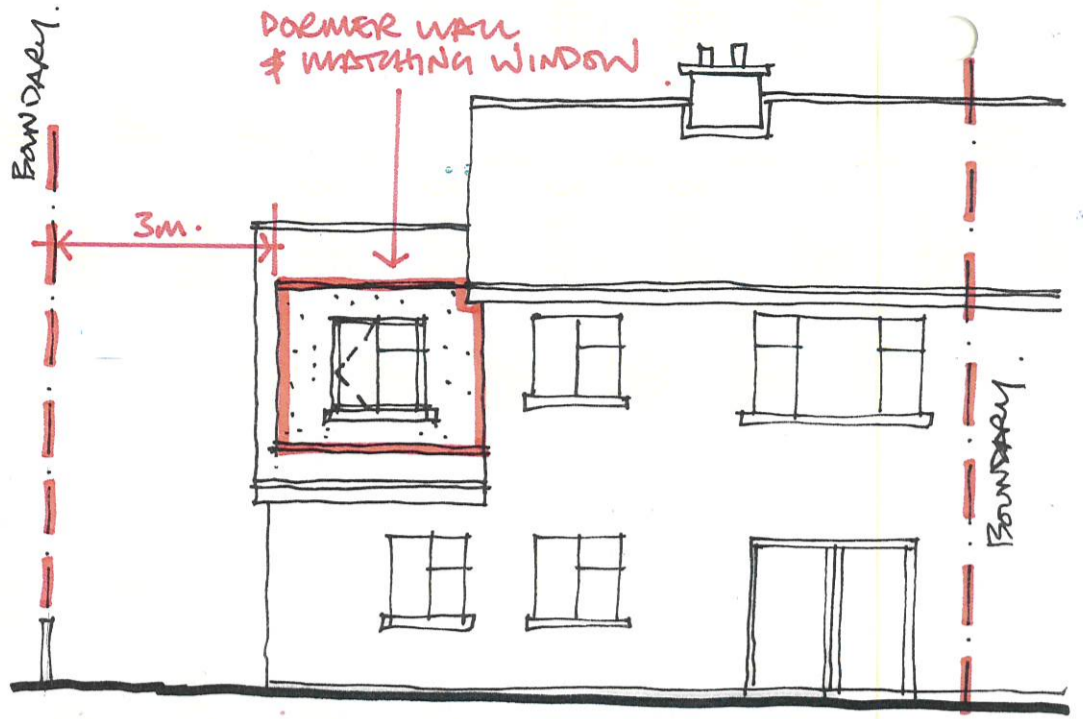 BOUNDARY.
DORMER WALL
& MATCHING WINDOW
3M.
BOUNDARY.